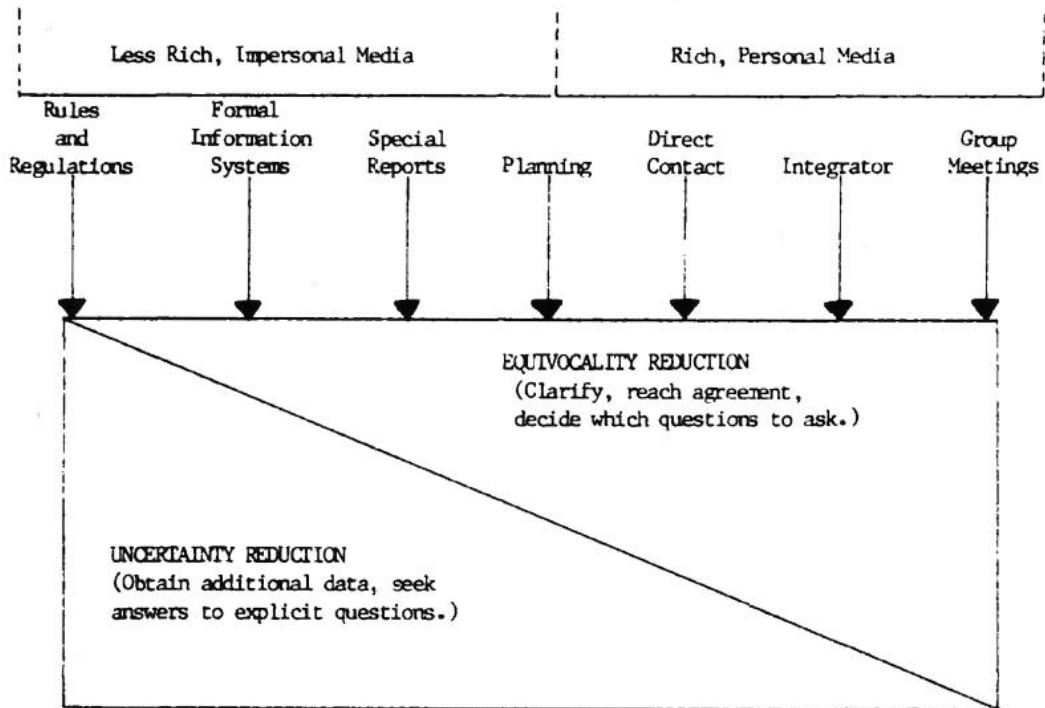 Less Rich, Impersonal Media
Rich, Personal Media
Rules
and
Regulations
Formal
Information
Systems
Special
Reports
Planning
Direct
Contact
Integrator
Group
Meetings
EQUIVOCALITY REDUCTION
(Clarify, reach agreement,
decide which questions to ask.)
UNCERTAINTY REDUCTION
(Obtain additional data, seek
answers to explicit questions.)